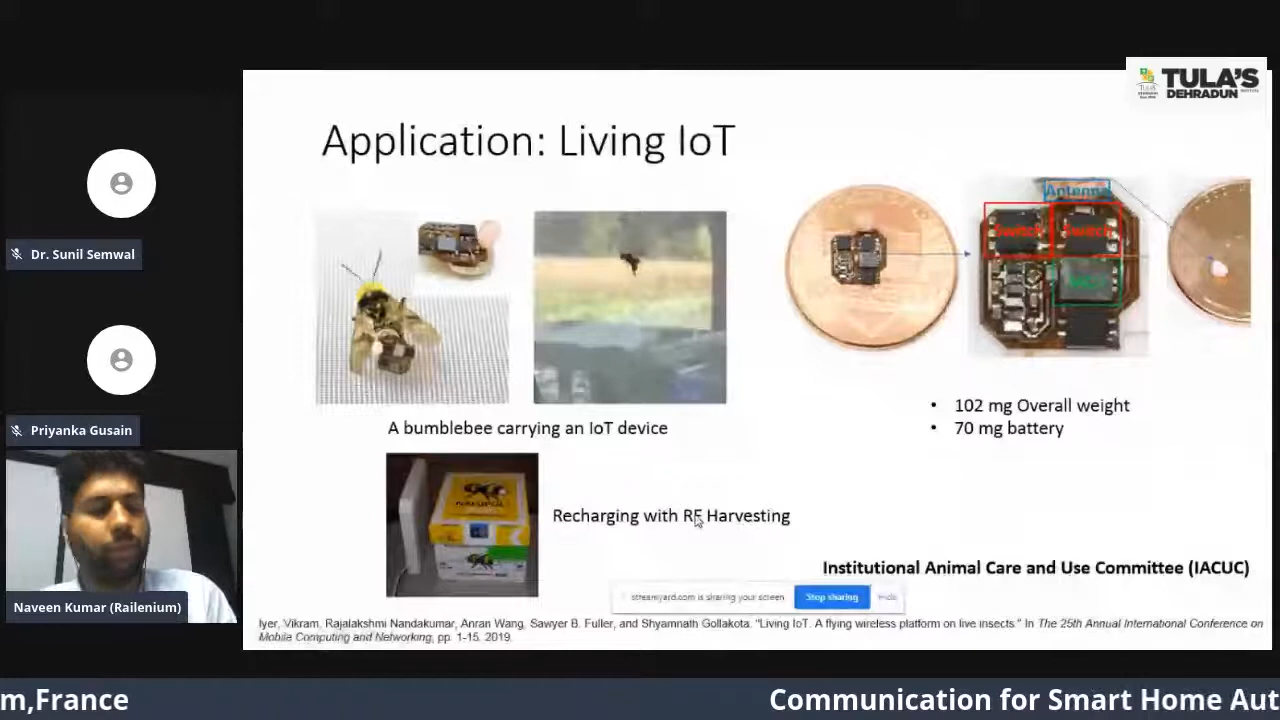 TULA'S
DEHRADUN
Application: Living IoT
Antenna
Switch
Switch
Dr. Sunil Semwal
Priyanka Gusain
Naveen Kumar (Railenium)
A bumblebee carrying an IoT device
• 102 mg Overall weight
• 70 mg battery
Recharging with RF Harvesting
Institutional Animal Care and Use Committee (IACUC)
streamyard.com is sharing your screen
Stop sharing
Hide
Iyer, Vikram, Rajalakshmi Nandakumar, Anran Wang, Sawyer B. Fuller, and Shyamnath Gollakota. "Living IoT: A flying wireless platform on live insects." In The 25th Annual International Conference on
Mobile Computing and Networking, pp. 1-15. 2019.
m,France
Communication for Smart Home Aut